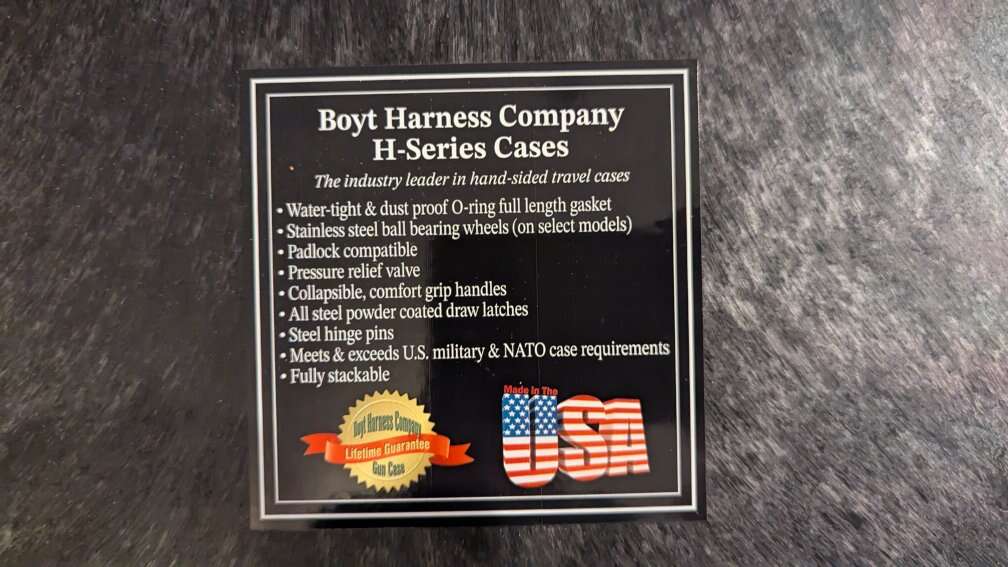 Boyt Harness Company
H-Series Cases
The industry leader in hand-sided travel cases
• Water-tight & dust proof O-ring full length gasket
• Stainless steel ball bearing wheels (on select models)
• Padlock compatible
• Pressure relief valve
• Collapsible, comfort grip handles
• All steel powder coated draw latches
• Steel hinge pins
• Meets & exceeds U.S. military & NATO case requirements
• Fully stackable
Boyt Harness Company
Lifetime Guarantee
Gun Case
Made In The
USA